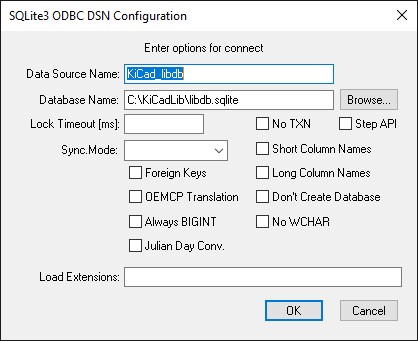 SQLite3 ODBC DSN Configuration
Enter options for connect
Data Source Name: KiCad_libdb
Database Name: C:\KiCadLib\libdb.sqlite Browse...
Lock Timeout [ms]: No TXN Step API
Sync.Mode: Short Column Names
Foreign Keys Long Column Names
OEMCP Translation Don't Create Database
Always BIGINT No WCHAR
Julian Day Conv.
Load Extensions:
OK Cancel